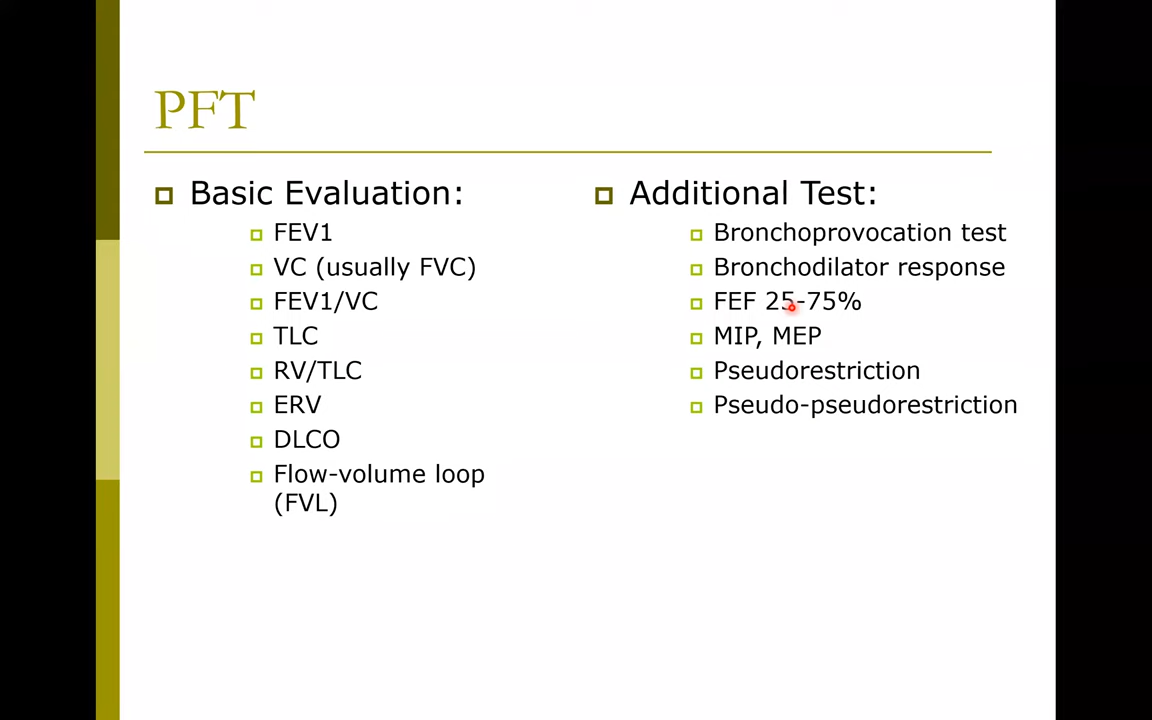 PFT
Basic Evaluation:
FEV1
VC (usually FVC)
FEV1/VC
TLC
RV/TLC
ERV
DLCO
Flow-volume loop
(FVL)
Additional Test:
Bronchoprovocation test
Bronchodilator response
FEF 25-75%
MIP, MEP
Pseudorestriction
Pseudo-pseudorestriction